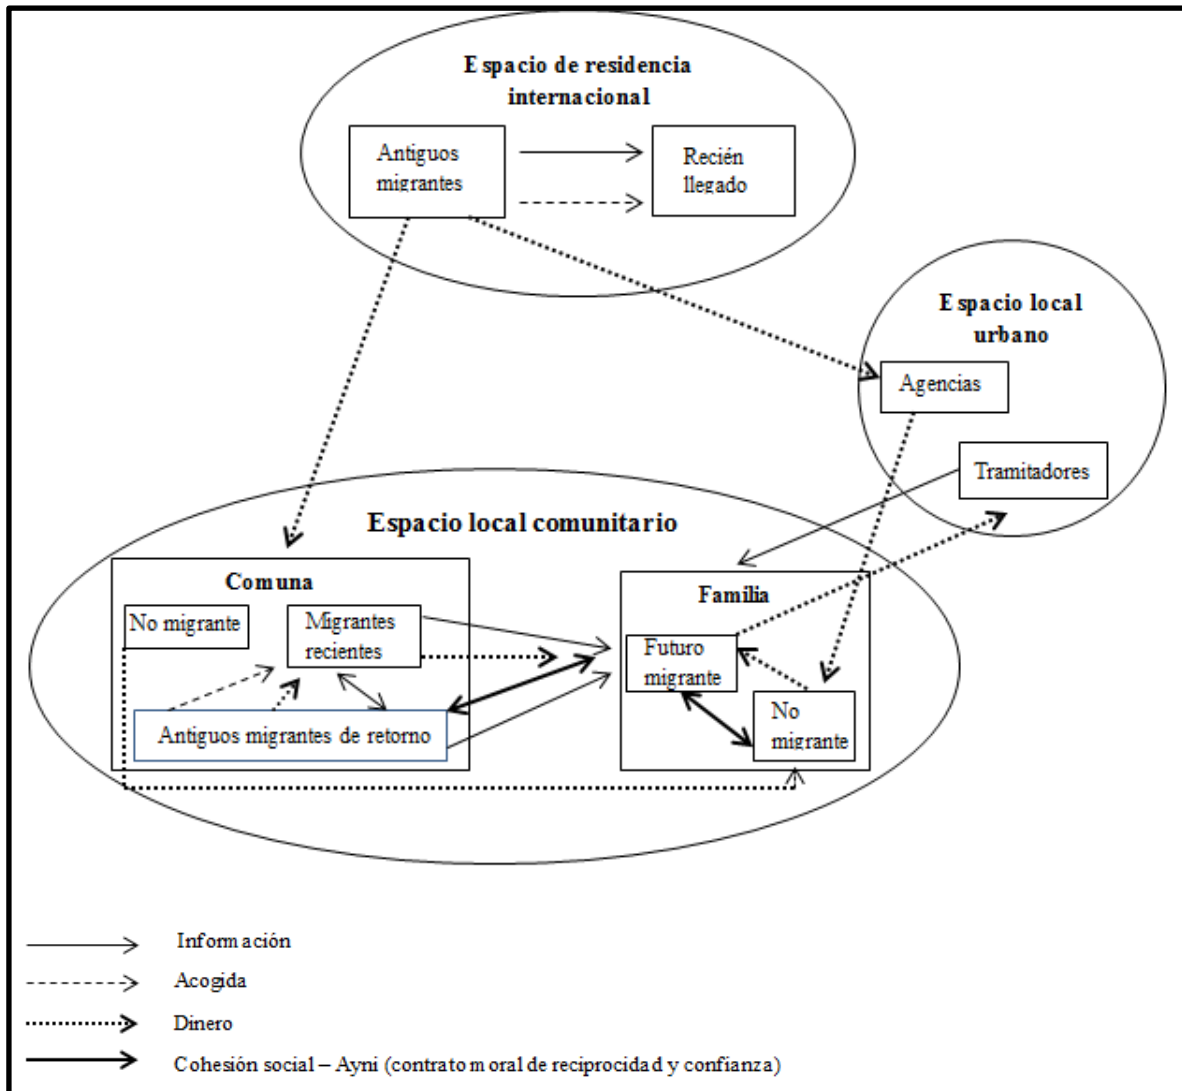 Espacio de residencia
internacional
Antiguos
migrantes
Recién
llegado
Espacio local
urbano
Agencias
Tramitadores
Espacio local comunitario
Comuna
No migrante
Migrantes
recientes
Antiguos migrantes de retorno
Familia
Futuro
migrante
No
migrante
Información
Acogida
Dinero
Cohesión social – Ayni (contrato moral de reciprocidad y confianza)